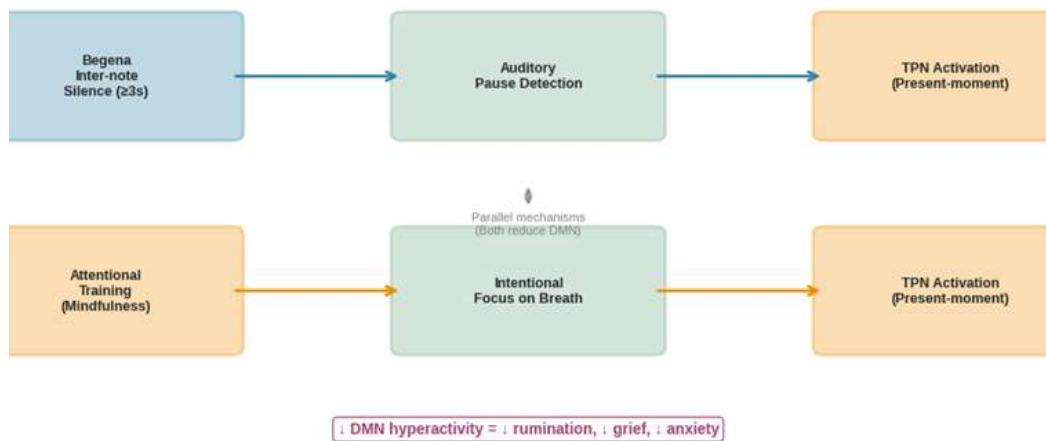 Begena
Inter-note
Silence (≥3s)
Auditory
Pause Detection
TPN Activation
(Present-moment)
Parallel mechanisms
(Both reduce DMN)
Attentional
Training
(Mindfulness)
Intentional
Focus on Breath
TPN Activation
(Present-moment)
↓ DMN hyperactivity = ↓ rumination, ↓ grief, ↓ anxiety